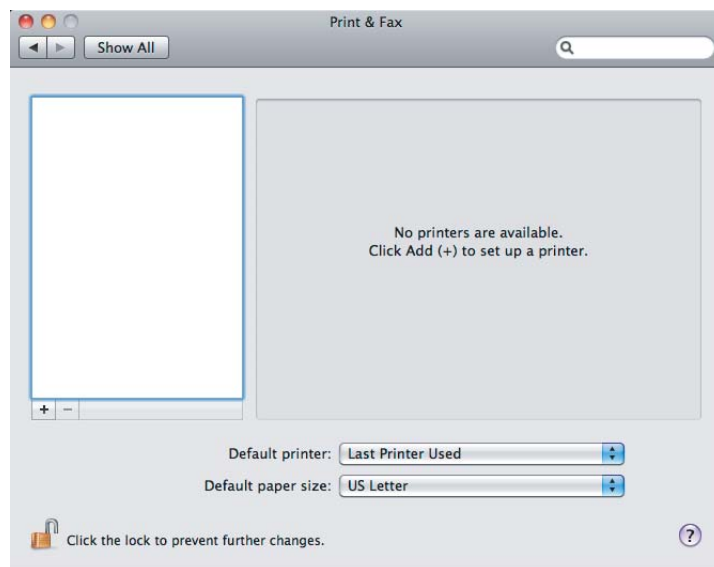 Print & Fax
Show All
No printers are available.
Click Add (+) to set up a printer.
+ −
Default printer: Last Printer Used
Default paper size: US Letter
Click the lock to prevent further changes.
?